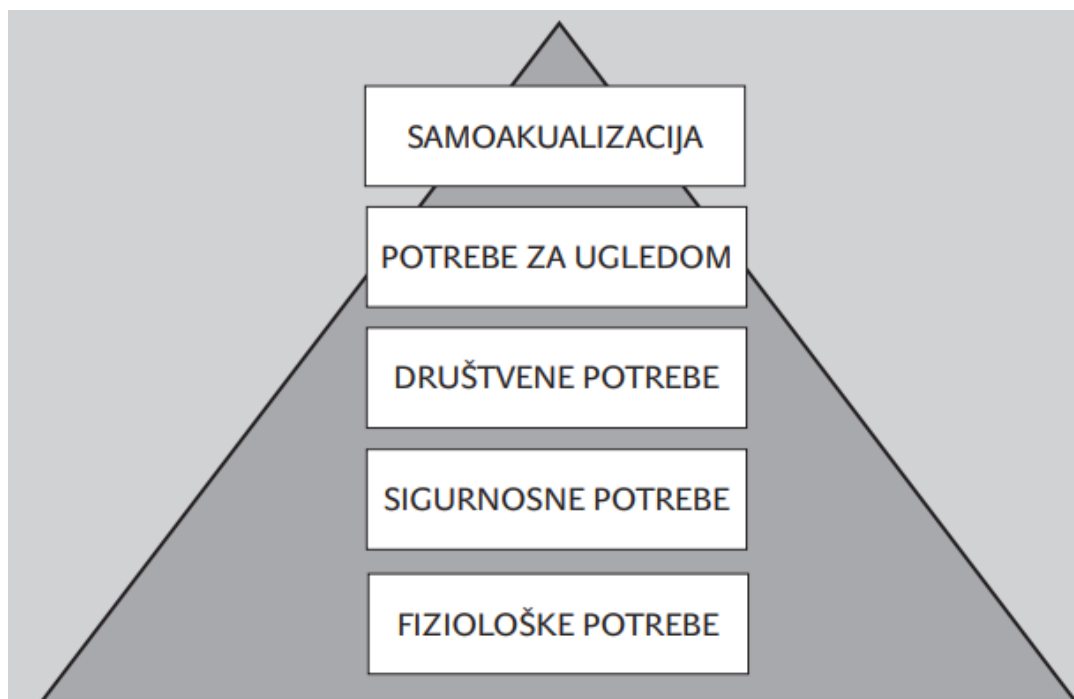 SAMOAKUALIZACIJA
POTREBE ZA UGLEDOM
DRUŠTVENE POTREBE
SIGURNOSNE POTREBE
FIZIOLOŠKE POTREBE